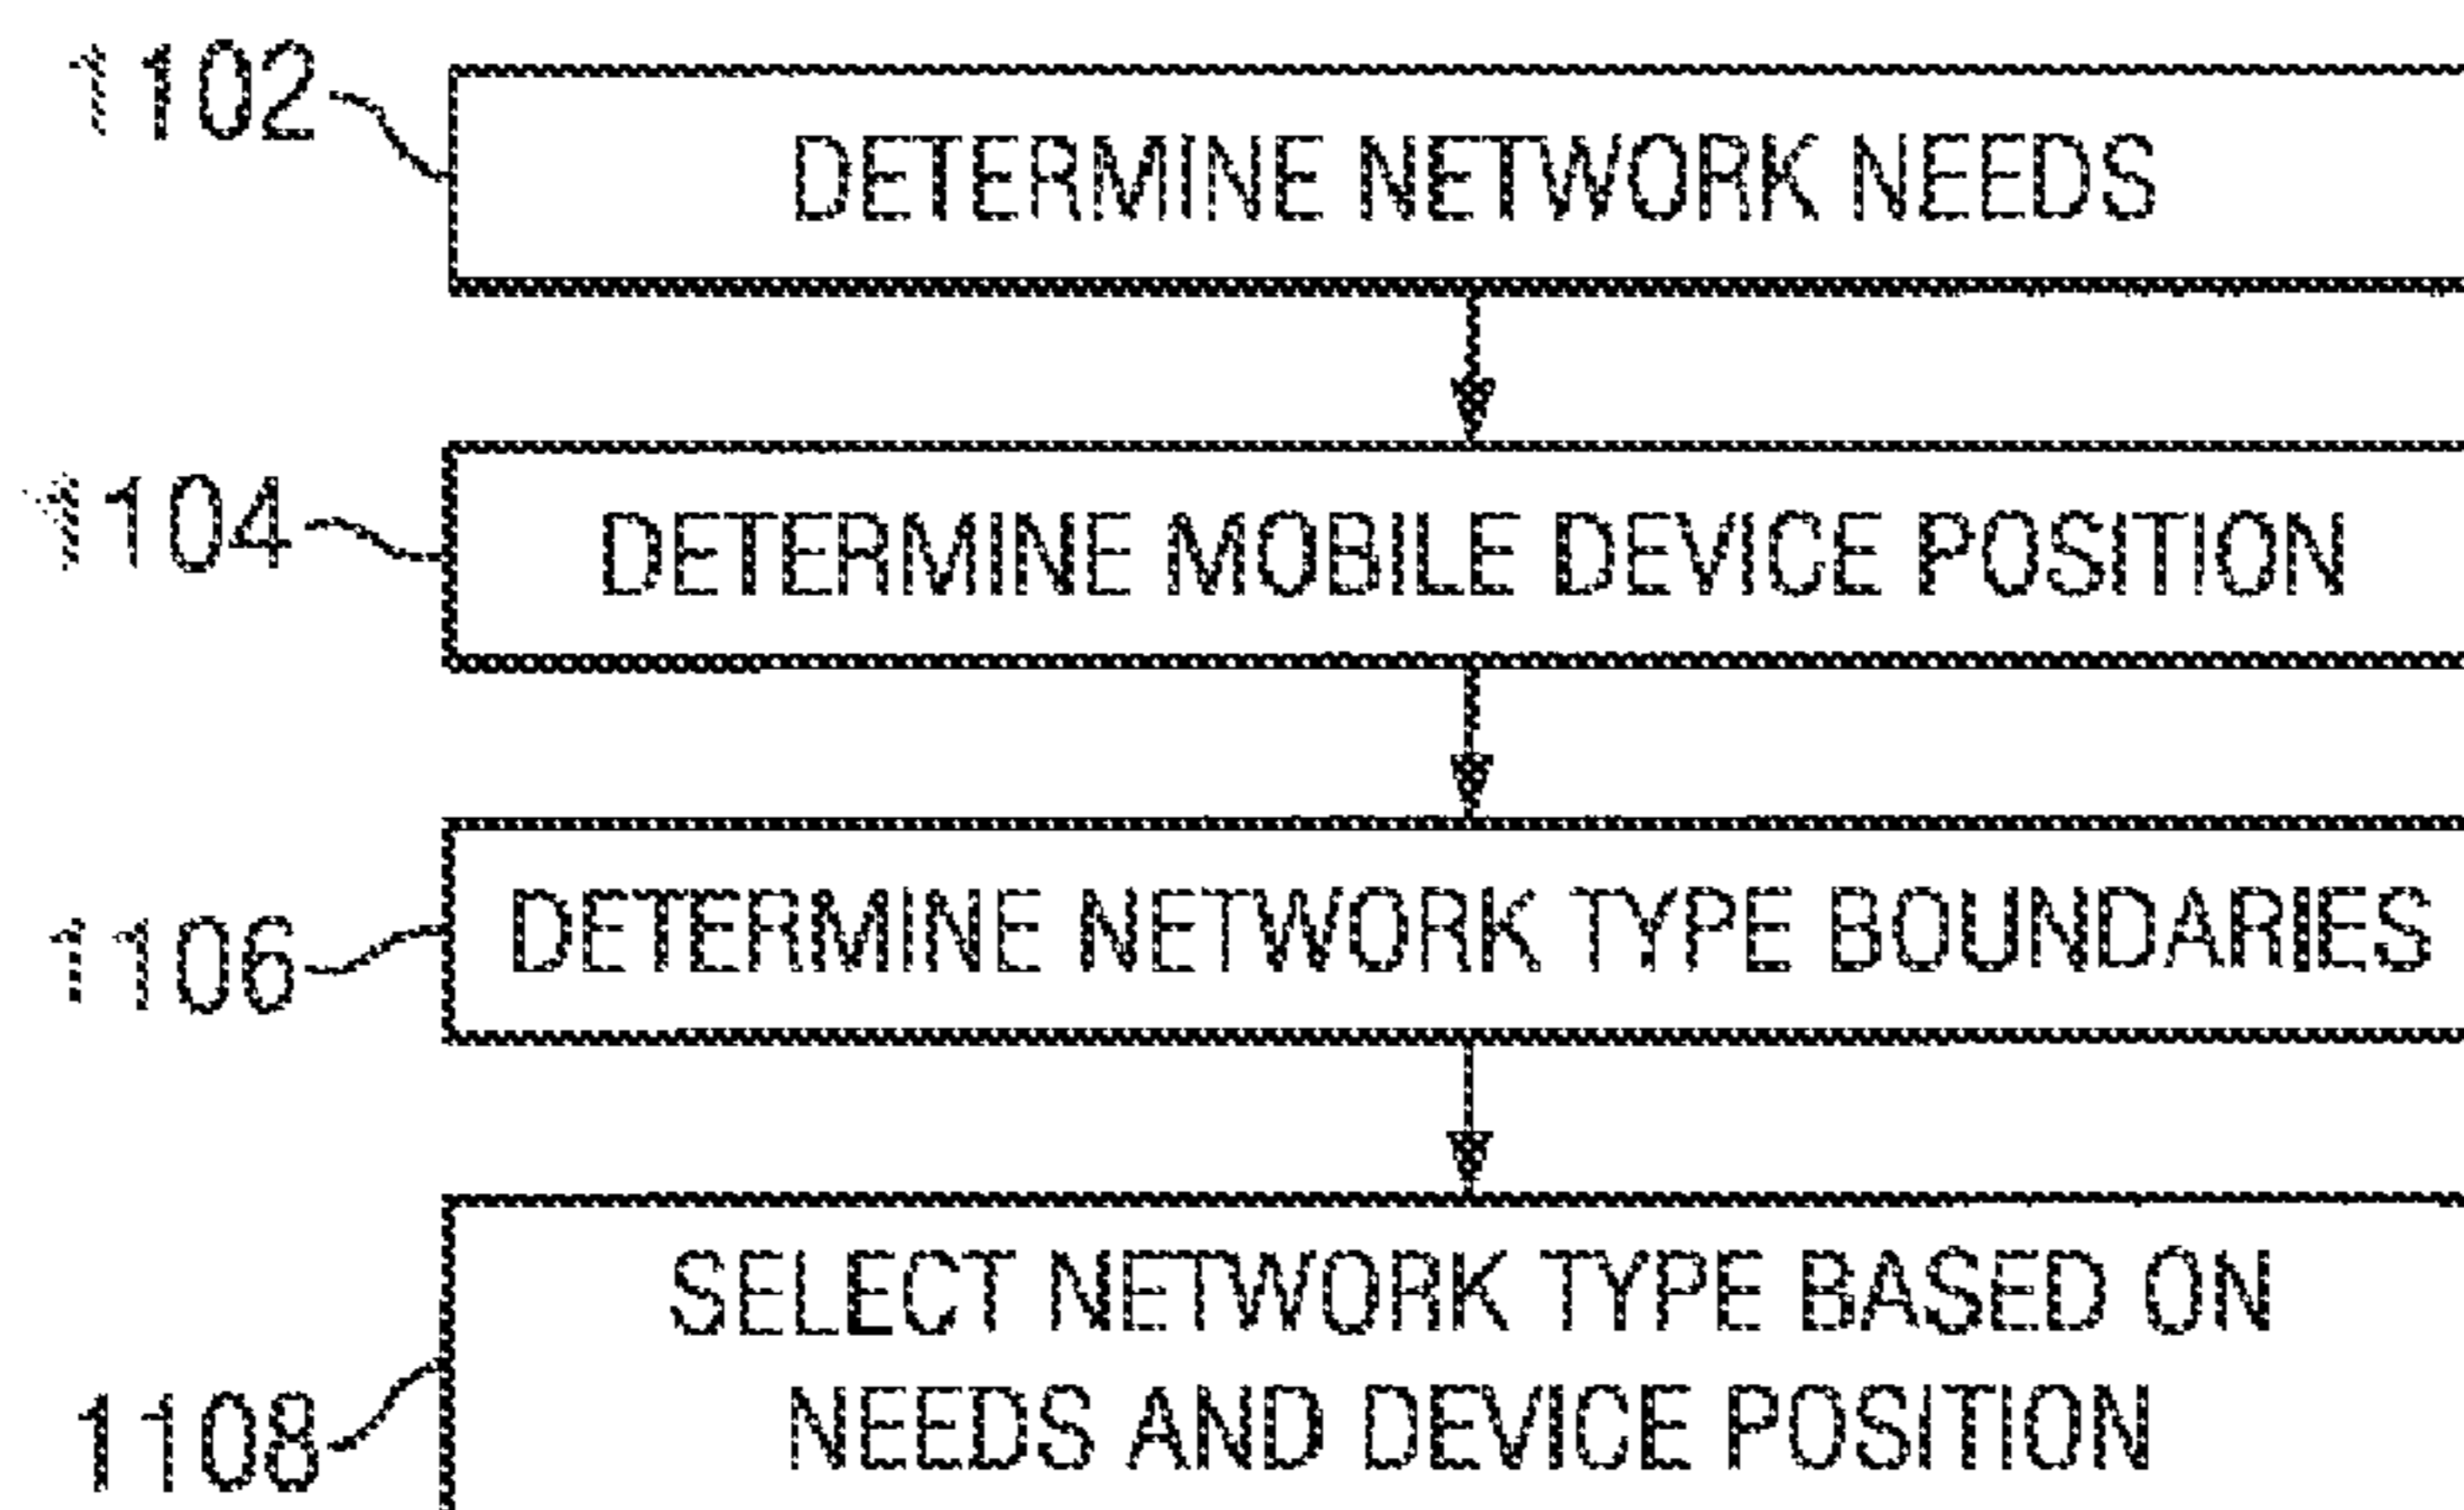 1102
DETERMINE NETWORK NEEDS
1104
DETERMINE MOBILE DEVICE POSITION
1106
DETERMINE NETWORK TYPE BOUNDARIES
1108
SELECT NETWORK TYPE BASED ON
NEEDS AND DEVICE POSITION